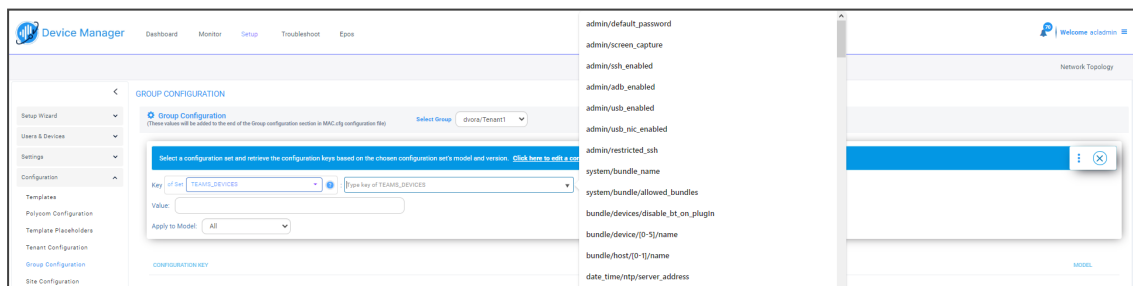 Device Manager
Dashboard Monitor Setup Troubleshoot Epos
70 Welcome acladmin
Network Topology
GROUP CONFIGURATION
Setup Wizard
Users & Devices
Settings
Configuration
Templates
Polycom Configuration
Template Placeholders
Tenant Configuration
Group Configuration
Site Configuration
Group Configuration
(These values will be added to the end of the Group configuration section in MAC.cfg configuration file)
Select Group dvora/Tenant1
Select a configuration set and retrieve the configuration keys based on the chosen configuration set's model and version. Click here to edit a con
Key of Set TEAMS_DEVICES ? : Type key of TEAMS_DEVICES
Value:
Apply to Model: All
CONFIGURATION KEY
MODEL
admin/default_password
admin/screen_capture
admin/ssh_enabled
admin/adb_enabled
admin/usb_enabled
admin/usb_nic_enabled
admin/restricted_ssh
system/bundle_name
system/bundle/allowed_bundles
bundle/devices/disable_bt_on_plugin
bundle/device/[0-5]/name
bundle/host/[0-1]/name
date_time/ntp/server_address